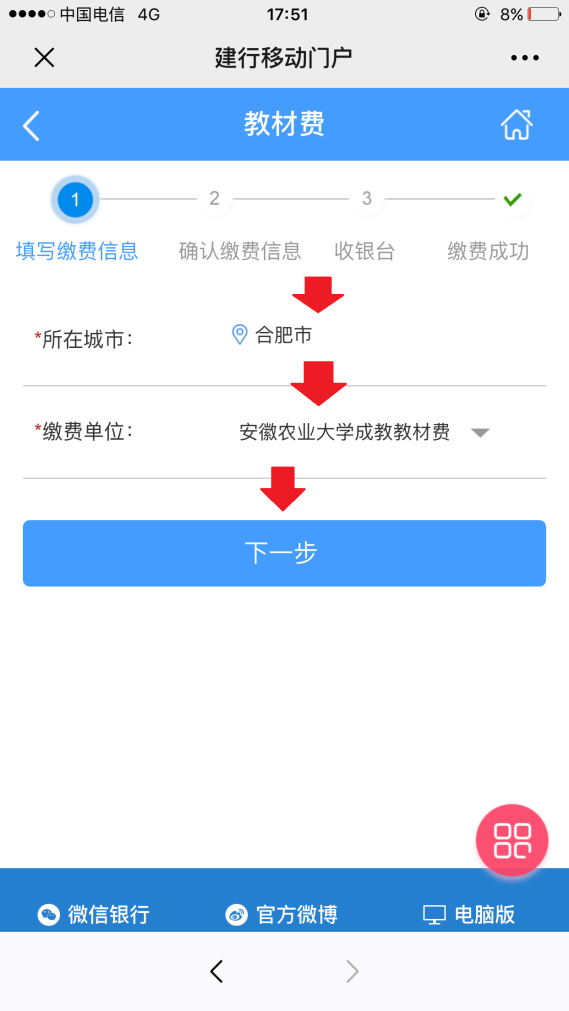 中国电信 4G 17:51 8%
建行移动门户
教材费
1 2 3
填写缴费信息 确认缴费信息 收银台 缴费成功
*所在城市: 合肥市
*缴费单位: 安徽农业大学成教教材费
下一步
微信银行 官方微博 电脑版